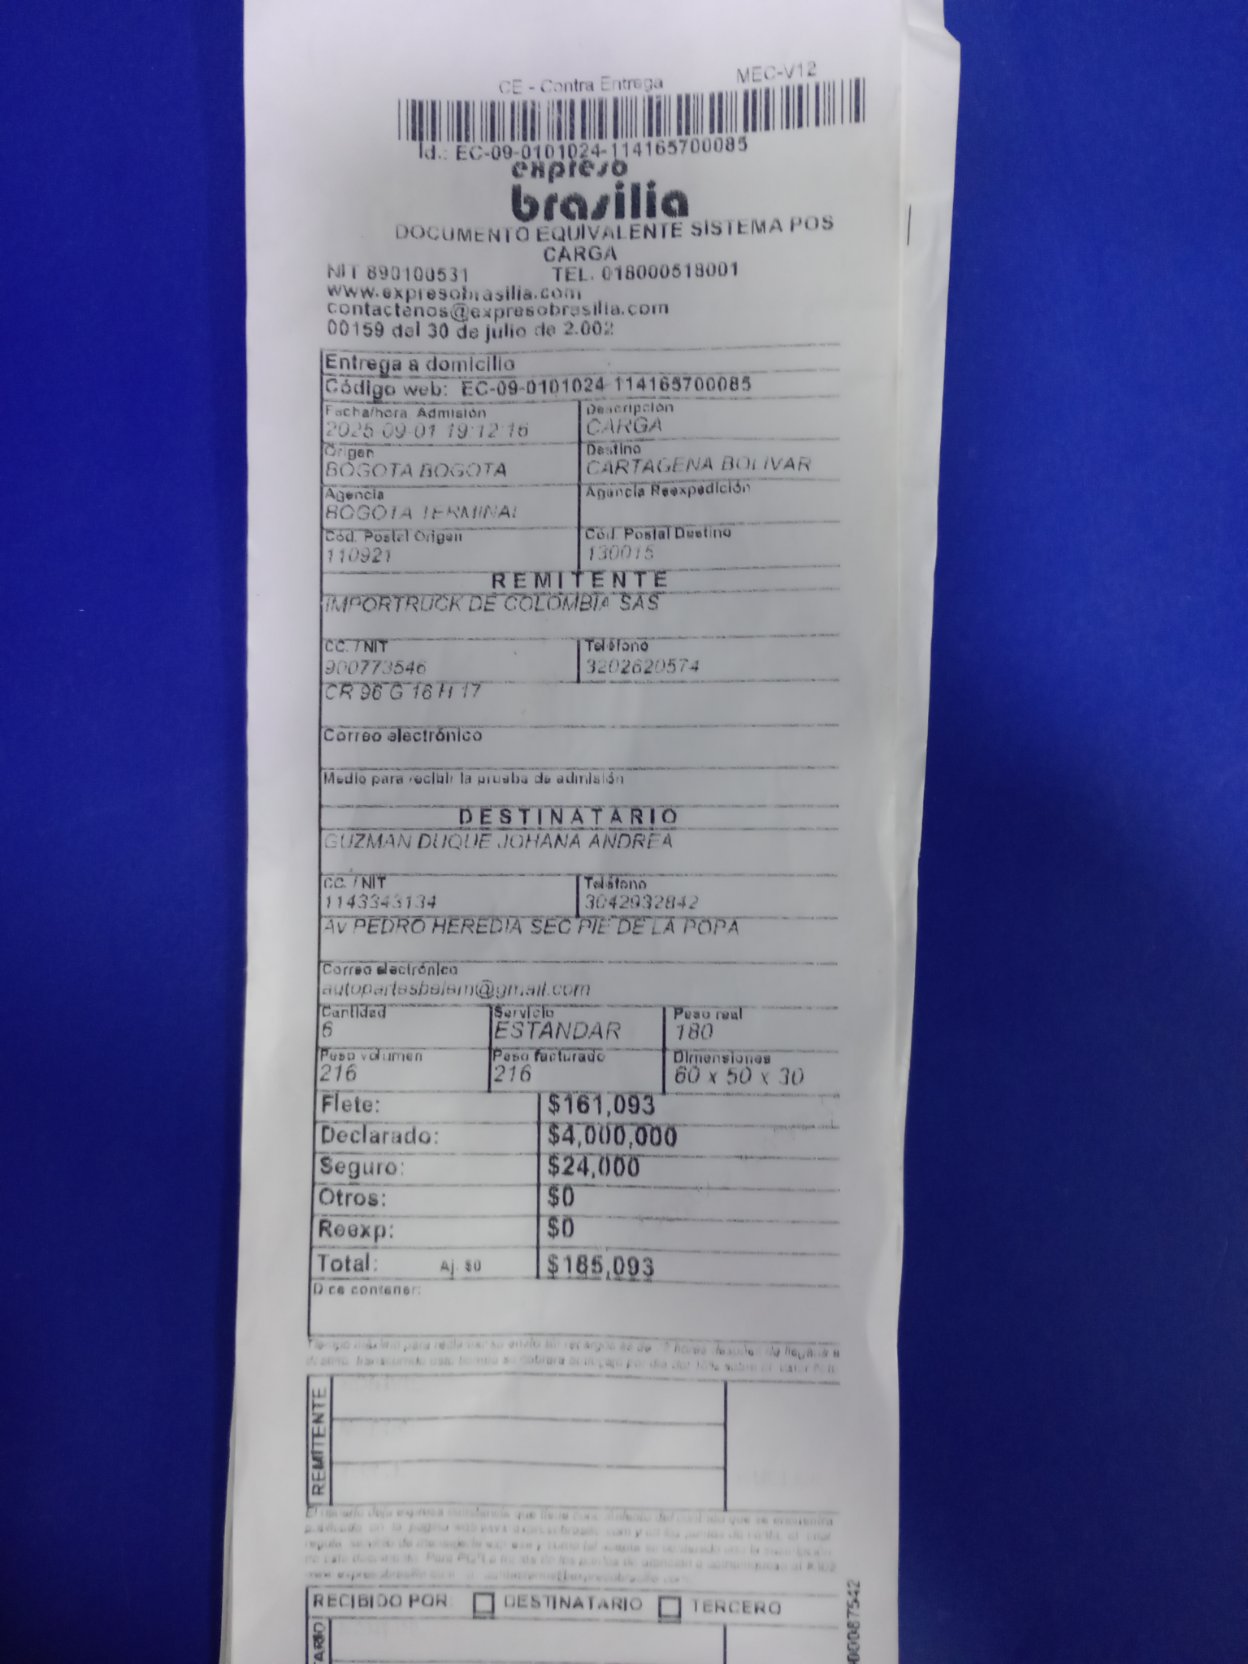 CE - Contra Entrega MEC-V12
Id.: EC-09-0101024-114165700085
expreso
brasilia
DOCUMENTO EQUIVALENTE SISTEMA POS
CARGA
NIT 890100531 TEL. 018000518001
www.expresobrasilia.com
contactenos@expresobrasilia.com
00159 del 30 de julio de 2.002
Entrega a domicilio
Código web: EC-09-0101024-114165700085
Fecha/hora Admisión Descripción
2025-09-01 19:12:16 CARGA
Origen Destino
BOGOTA BOGOTA CARTAGENA BOLIVAR
Agencia Agencia Reexpedición
BOGOTA TERMINAL
Cód. Postal Origen Cód. Postal Destino
110921 130015
REMITENTE
IMPORTRUCK DE COLOMBIA SAS
CC. / NIT Teléfono
900773546 3202620574
CR 96 G 16 H 17
Correo electrónico
Medio para recibir la prueba de admisión
DESTINATARIO
GUZMAN DUQUE JOHANA ANDREA
CC. / NIT Teléfono
1143343134 3042932842
Av PEDRO HEREDIA SEC PIE DE LA POPA
Correo electrónico
autopartesbelem@gmail.com
Cantidad Servicio Peso real
6 ESTANDAR 180
Peso volumen Peso facturado Dimensiones
216 216 60 x 50 x 30
Flete: $161,093
Declarado: $4,000,000
Seguro: $24,000
Otros: $0
Reexp: $0
Total: Aj. $0 $185,093
Dice contener:
REMITENTE
RECIBIDO POR: DESTINATARIO TERCERO